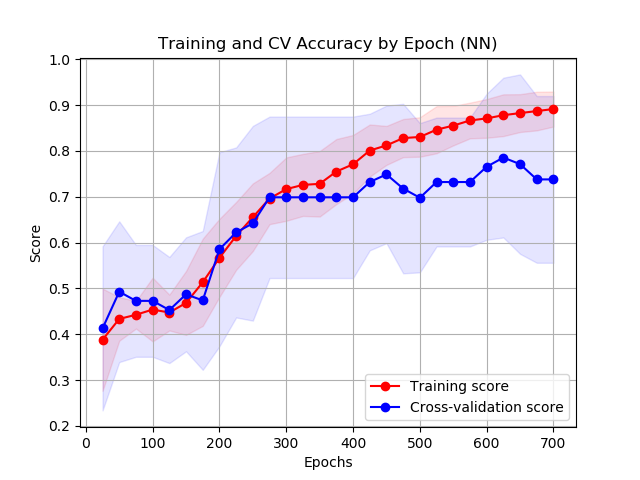 Training and CV Accuracy by Epoch (NN)
1.0
0.9
0.8
0.7
0.6
0.5
0.4
0.3
0.2
Score
Training score
Cross-validation score
0 100 200 300 400 500 600 700
Epochs